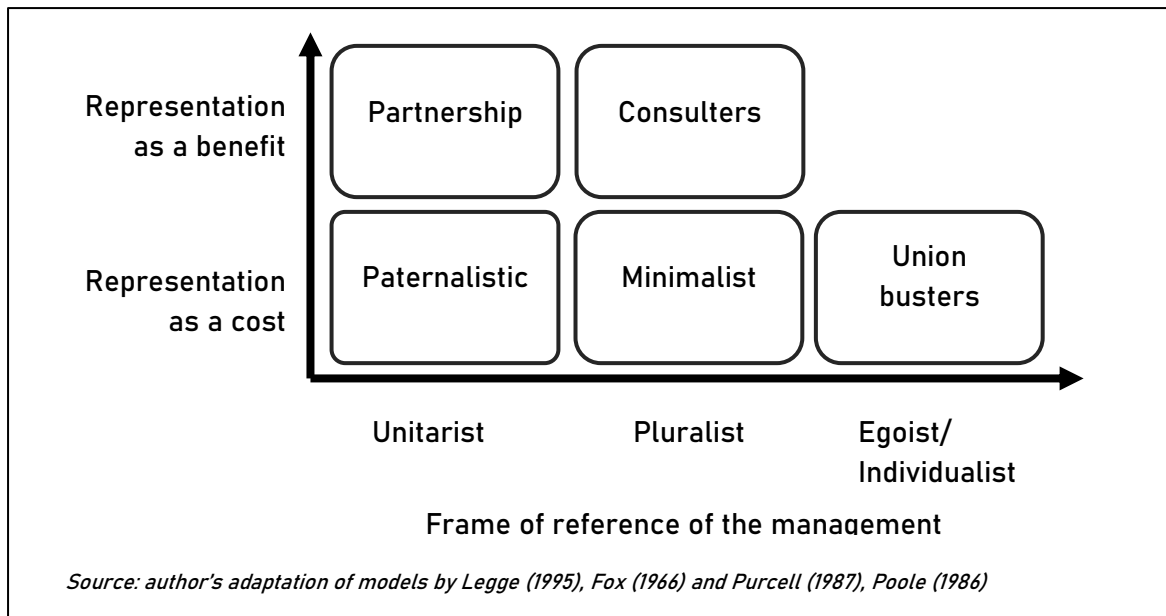 Representation
as a benefit
Partnership
Consulters
Representation
as a cost
Paternalistic
Minimalist
Union
busters
Unitarist
Pluralist
Egoist/
Individualist
Frame of reference of the management
Source: author's adaptation of models by Legge (1995), Fox (1966) and Purcell (1987), Poole (1986)